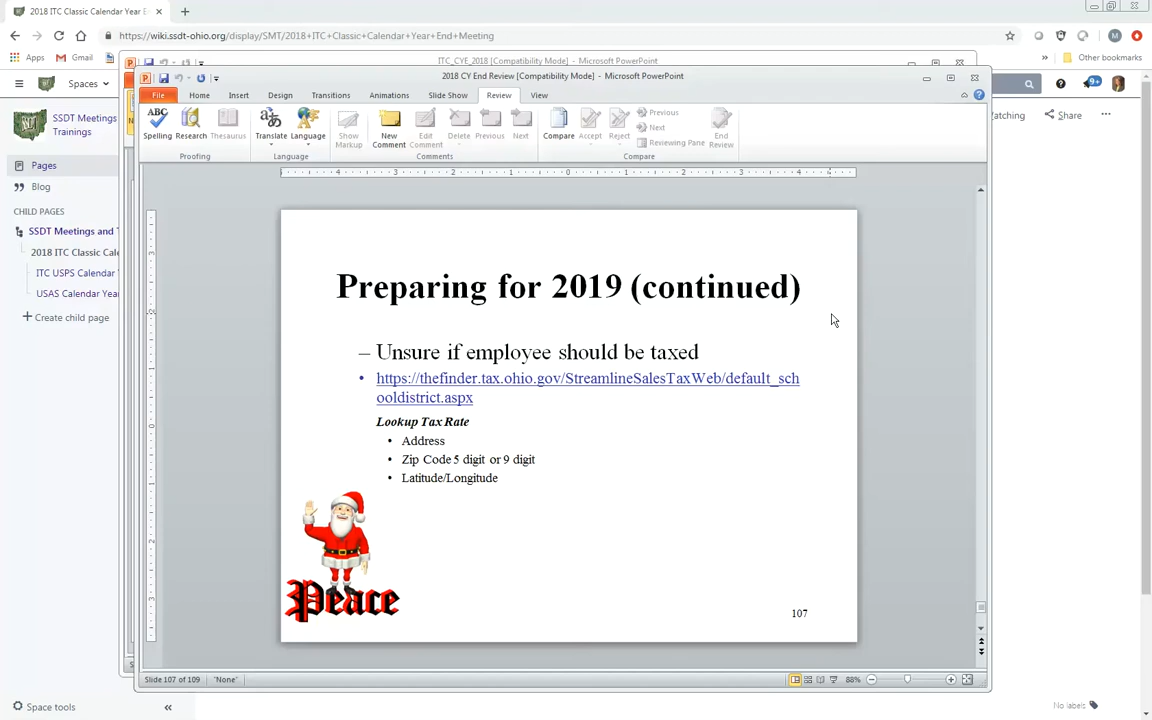 2018 ITC Classic Calendar Year E
https://wiki.ssdt-ohio.org/display/SMT/2018+ITC+Classic+Calendar+Year+End+Meeting
M
Apps
Gmail
Other bookmarks
ITC_CYE_2018 [Compatibility Mode] - Microsoft PowerPoint
2018 CY End Review [Compatibility Mode] - Microsoft PowerPoint
Spaces
9+
File
Home
Insert
Design
Transitions
Animations
Slide Show
Review
View
Spelling
Research
Thesaurus
Translate
Language
Show Markup
New Comment
Edit Comment
Delete
Previous
Next
Compare
Accept
Reject
Previous
Next
Reviewing Pane
End Review
Proofing
Language
Comments
Compare
SSDT Meetings
Trainings
atching
Share
Pages
Blog
CHILD PAGES
SSDT Meetings and T
2018 ITC Classic Cale
ITC USPS Calendar
USAS Calendar Year
Create child page
Preparing for 2019 (continued)
– Unsure if employee should be taxed
• https://thefinder.tax.ohio.gov/StreamlineSalesTaxWeb/default_sch
ooldistrict.aspx
Lookup Tax Rate
• Address
• Zip Code 5 digit or 9 digit
• Latitude/Longitude
Peace
107
Slide 107 of 109
"None"
88%
Space tools
No labels